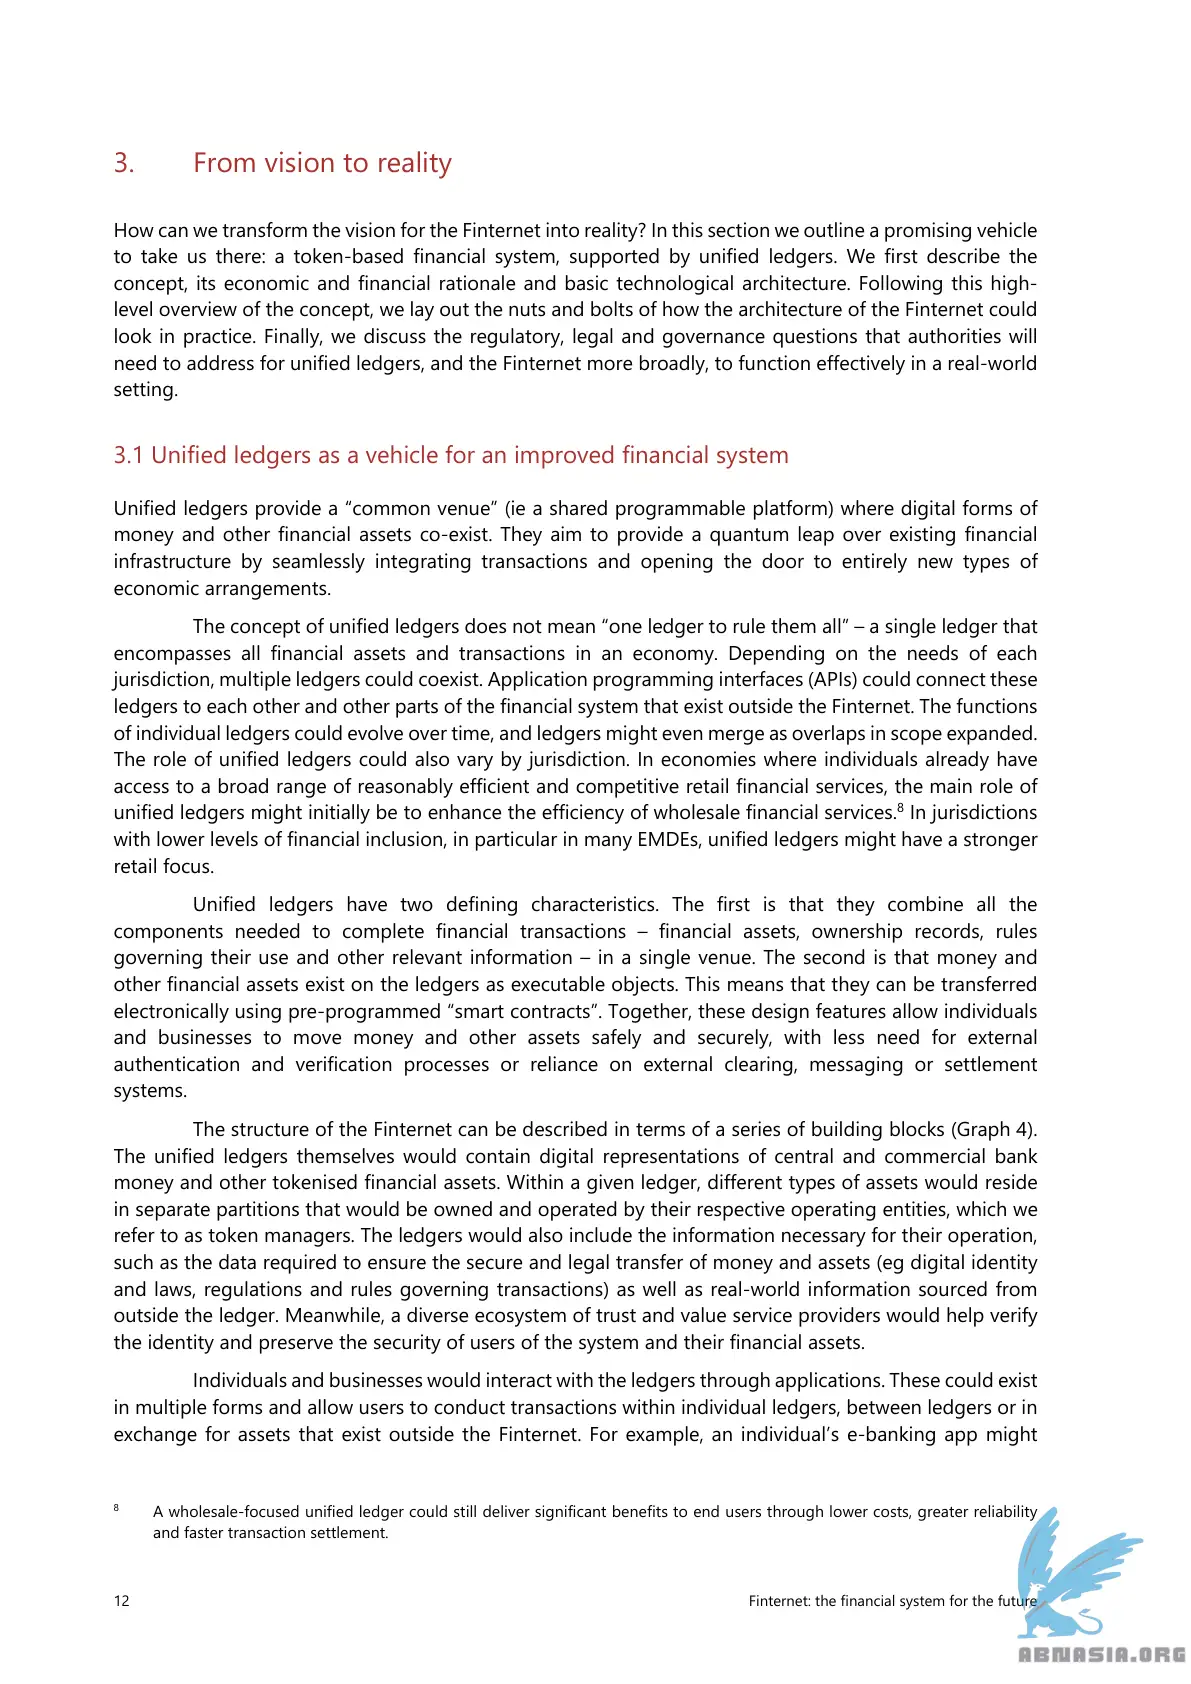 3. From vision to reality
How can we transform the vision for the Finternet into reality? In this section we outline a promising vehicle
to take us there: a token-based financial system, supported by unified ledgers. We first describe the
concept, its economic and financial rationale and basic technological architecture. Following this high-
level overview of the concept, we lay out the nuts and bolts of how the architecture of the Finternet could
look in practice. Finally, we discuss the regulatory, legal and governance questions that authorities will
need to address for unified ledgers, and the Finternet more broadly, to function effectively in a real-world
setting.
3.1 Unified ledgers as a vehicle for an improved financial system
Unified ledgers provide a “common venue” (ie a shared programmable platform) where digital forms of
money and other financial assets co-exist. They aim to provide a quantum leap over existing financial
infrastructure by seamlessly integrating transactions and opening the door to entirely new types of
economic arrangements.
The concept of unified ledgers does not mean “one ledger to rule them all” – a single ledger that
encompasses all financial assets and transactions in an economy. Depending on the needs of each
jurisdiction, multiple ledgers could coexist. Application programming interfaces (APIs) could connect these
ledgers to each other and other parts of the financial system that exist outside the Finternet. The functions
of individual ledgers could evolve over time, and ledgers might even merge as overlaps in scope expanded.
The role of unified ledgers could also vary by jurisdiction. In economies where individuals already have
access to a broad range of reasonably efficient and competitive retail financial services, the main role of
unified ledgers might initially be to enhance the efficiency of wholesale financial services.8 In jurisdictions
with lower levels of financial inclusion, in particular in many EMDEs, unified ledgers might have a stronger
retail focus.
Unified ledgers have two defining characteristics. The first is that they combine all the
components needed to complete financial transactions – financial assets, ownership records, rules
governing their use and other relevant information – in a single venue. The second is that money and
other financial assets exist on the ledgers as executable objects. This means that they can be transferred
electronically using pre-programmed “smart contracts”. Together, these design features allow individuals
and businesses to move money and other assets safely and securely, with less need for external
authentication and verification processes or reliance on external clearing, messaging or settlement
systems.
The structure of the Finternet can be described in terms of a series of building blocks (Graph 4).
The unified ledgers themselves would contain digital representations of central and commercial bank
money and other tokenised financial assets. Within a given ledger, different types of assets would reside
in separate partitions that would be owned and operated by their respective operating entities, which we
refer to as token managers. The ledgers would also include the information necessary for their operation,
such as the data required to ensure the secure and legal transfer of money and assets (eg digital identity
and laws, regulations and rules governing transactions) as well as real-world information sourced from
outside the ledger. Meanwhile, a diverse ecosystem of trust and value service providers would help verify
the identity and preserve the security of users of the system and their financial assets.
Individuals and businesses would interact with the ledgers through applications. These could exist
in multiple forms and allow users to conduct transactions within individual ledgers, between ledgers or in
exchange for assets that exist outside the Finternet. For example, an individual’s e-banking app might
8 A wholesale-focused unified ledger could still deliver significant benefits to end users through lower costs, greater reliability
and faster transaction settlement.
12 Finternet: the financial system for the future
ABNASIA.ORG